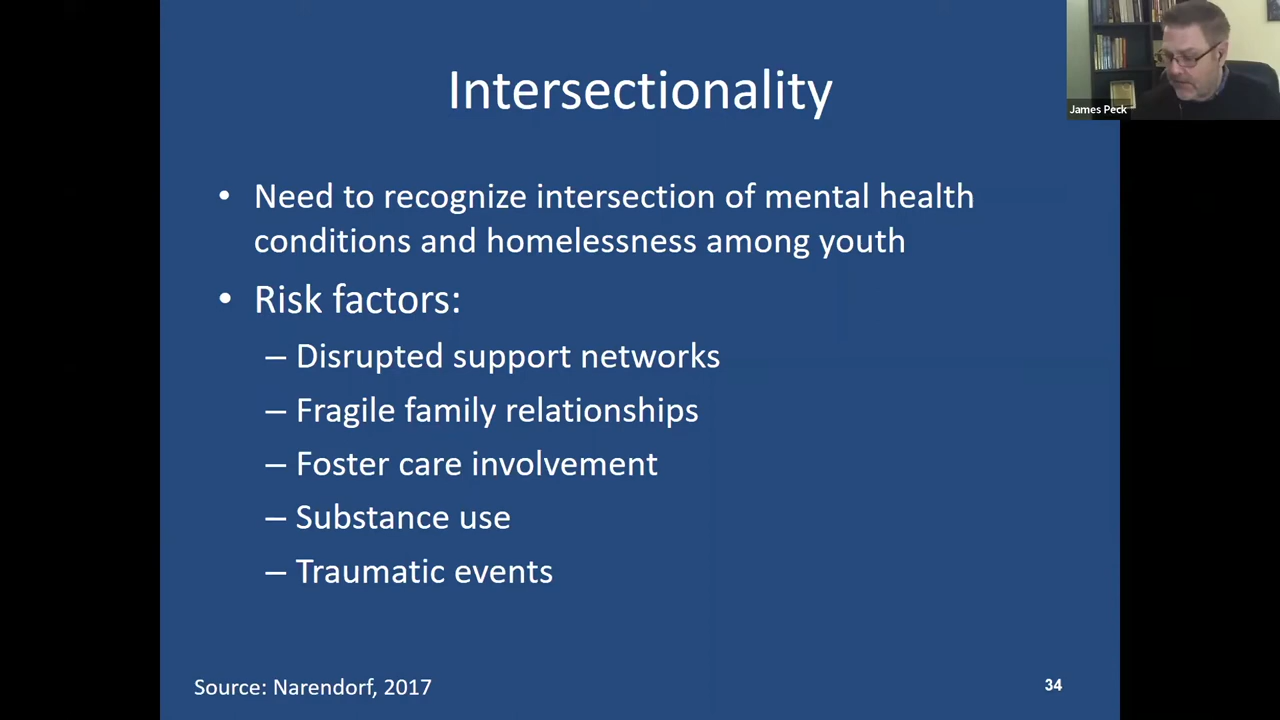 Intersectionality
• Need to recognize intersection of mental health
conditions and homelessness among youth
• Risk factors:
– Disrupted support networks
– Fragile family relationships
– Foster care involvement
– Substance use
– Traumatic events
Source: Narendorf, 2017
34
James Peck